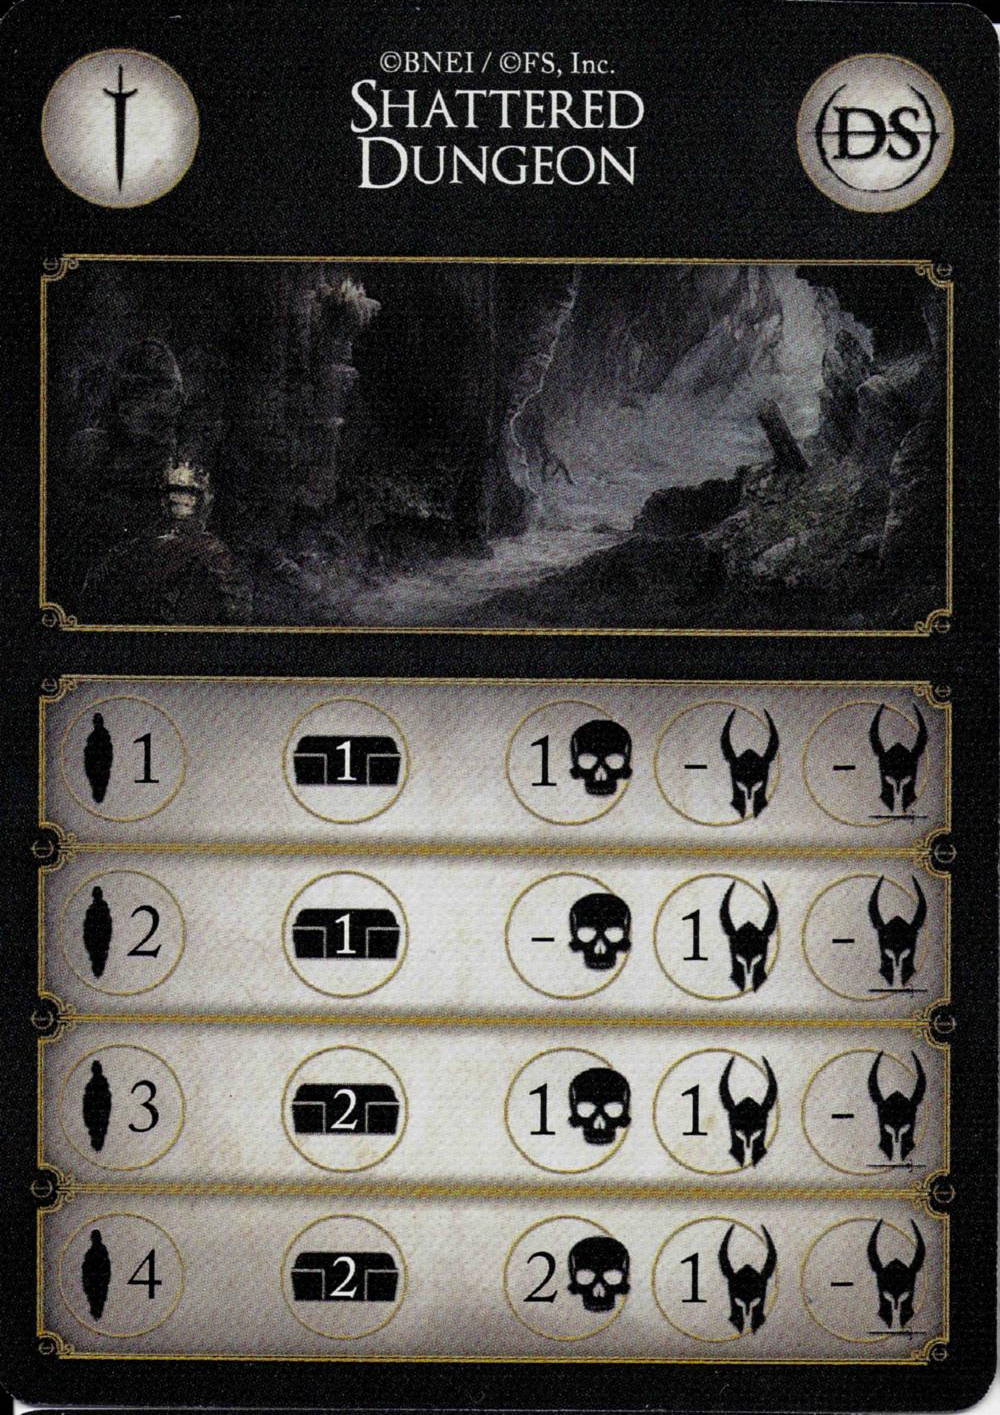 ©BNEI / ©FS, Inc.
SHATTERED
DUNGEON
DS
1 1 1 - -
2 1 - 1 -
3 2 1 1 -
4 2 2 1 -